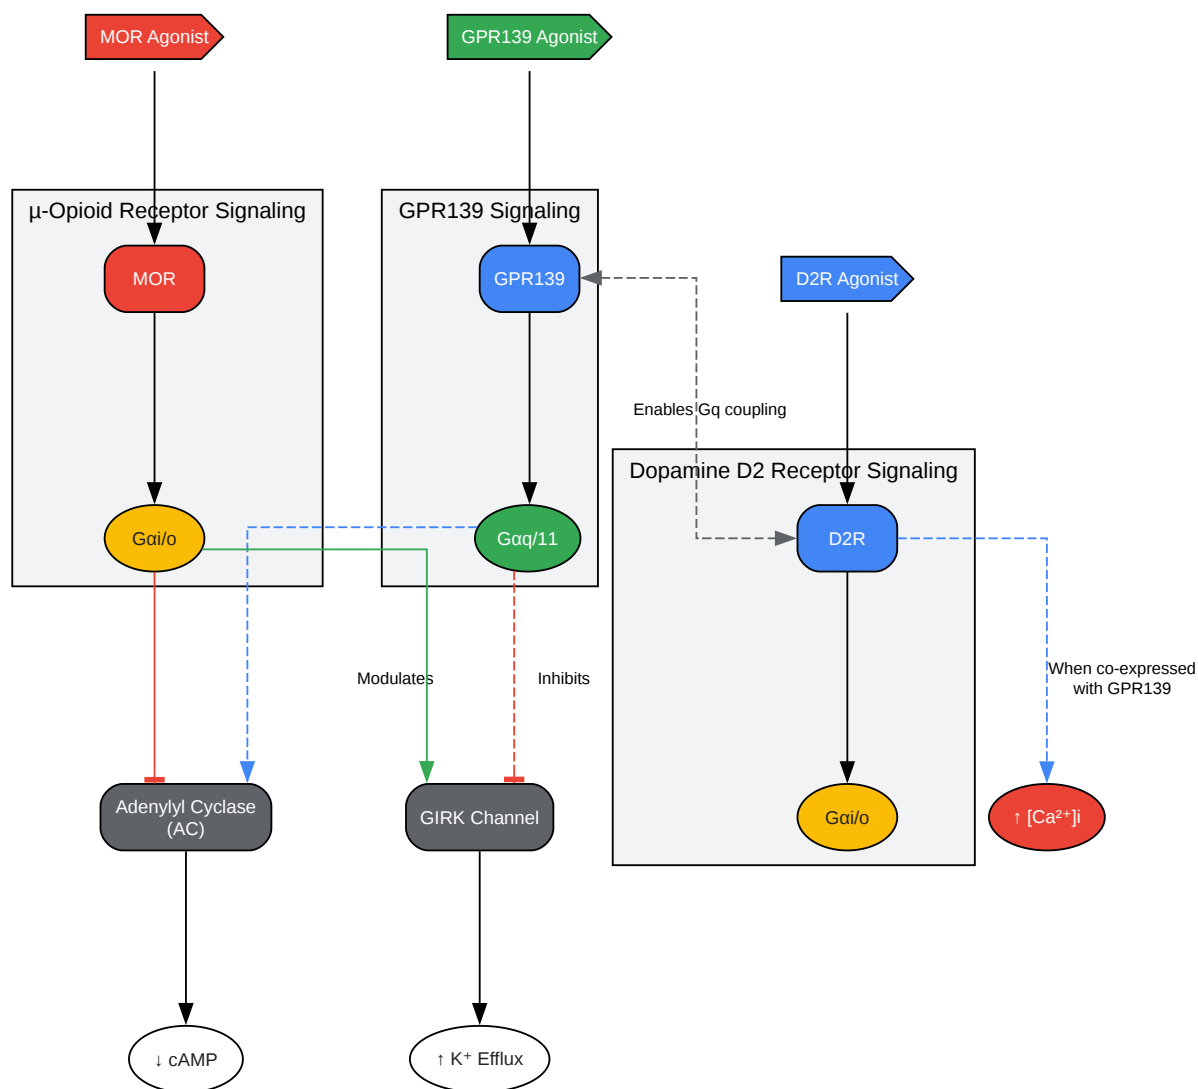 MOR Agonist
GPR139 Agonist
µ-Opioid Receptor Signaling
GPR139 Signaling
MOR
GPR139
D2R Agonist
Enables Gq coupling
Dopamine D2 Receptor Signaling
Gαi/o
Gαq/11
D2R
Modulates
Inhibits
When co-expressed
with GPR139
Adenylyl Cyclase
(AC)
GIRK Channel
Gαi/o
↑ [Ca²⁺]i
↓ cAMP
↑ K⁺ Efflux